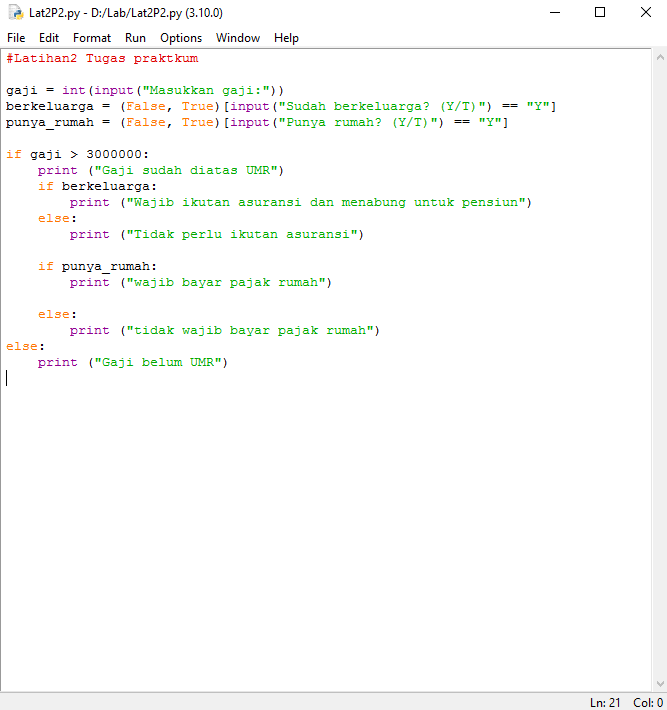 Lat2P2.py - D:/Lab/Lat2P2.py (3.10.0)
File Edit Format Run Options Window Help
#Latihan2 Tugas praktkum
gaji = int(input("Masukkan gaji:"))
berkeluarga = (False, True)[input("Sudah berkeluarga? (Y/T)") == "Y"]
punya_rumah = (False, True)[input("Punya rumah? (Y/T)") == "Y"]
if gaji > 3000000:
    print ("Gaji sudah diatas UMR")
    if berkeluarga:
        print ("Wajib ikutan asuransi dan menabung untuk pensiun")
    else:
        print ("Tidak perlu ikutan asuransi")
    if punya_rumah:
        print ("wajib bayar pajak rumah")
    else:
        print ("tidak wajib bayar pajak rumah")
else:
    print ("Gaji belum UMR")
Ln: 21 Col: 0